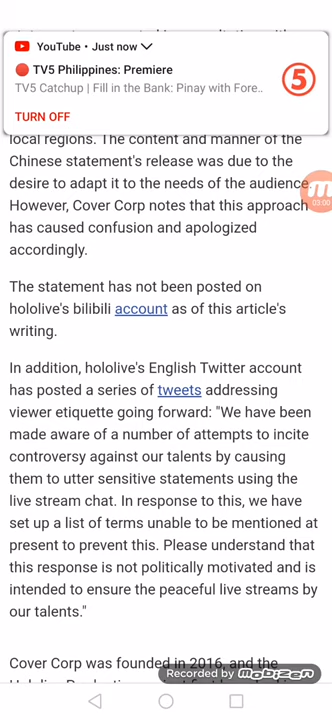 YouTube • Just now
TV5 Philippines: Premiere
TV5 Catchup | Fill in the Bank: Pinay with Fore..
5
TURN OFF
local regions. The content and manner of the
Chinese statement's release was due to the
desire to adapt it to the needs of the audience.
However, Cover Corp notes that this approach
03:00
has caused confusion and apologized
accordingly.
The statement has not been posted on
hololive's bilibili account as of this article's
writing.
In addition, hololive's English Twitter account
has posted a series of tweets addressing
viewer etiquette going forward: "We have been
made aware of a number of attempts to incite
controversy against our talents by causing
them to utter sensitive statements using the
live stream chat. In response to this, we have
set up a list of terms unable to be mentioned at
present to prevent this. Please understand that
this response is not politically motivated and is
intended to ensure the peaceful live streams by
our talents."
Cover Corp was founded in 2016, and the
Recorded by mobizen